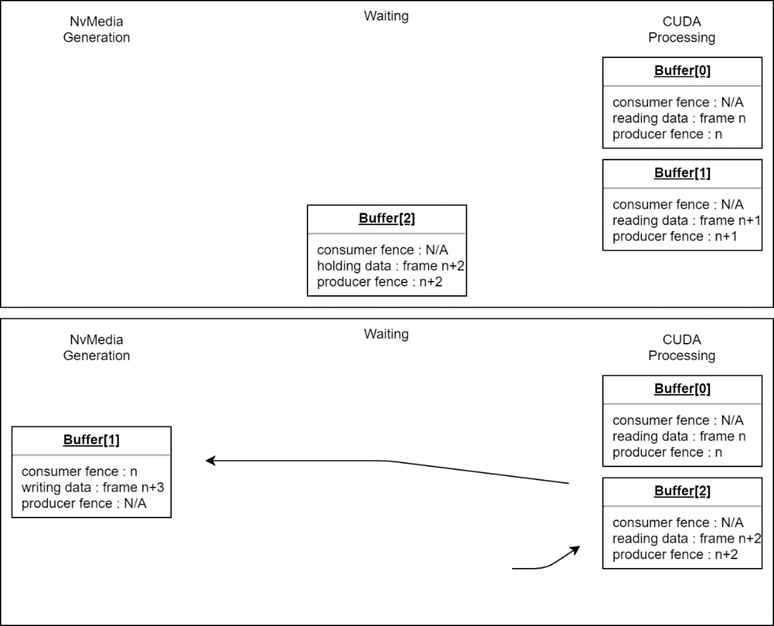 NvMedia
Generation
Waiting
CUDA
Processing
Buffer[0]
consumer fence : N/A
reading data : frame n
producer fence : n
Buffer[1]
consumer fence : N/A
reading data : frame n+1
producer fence : n+1
Buffer[2]
consumer fence : N/A
holding data : frame n+2
producer fence : n+2
NvMedia
Generation
Waiting
CUDA
Processing
Buffer[0]
consumer fence : N/A
reading data : frame n
producer fence : n
Buffer[1]
consumer fence : n
writing data : frame n+3
producer fence : N/A
Buffer[2]
consumer fence : N/A
reading data : frame n+2
producer fence : n+2